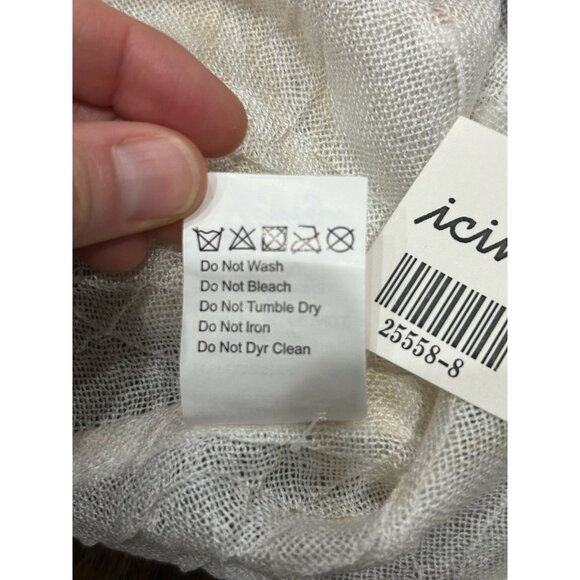 Do Not Wash
Do Not Bleach
Do Not Tumble Dry
Do Not Iron
Do Not Dyr Clean
25558-8